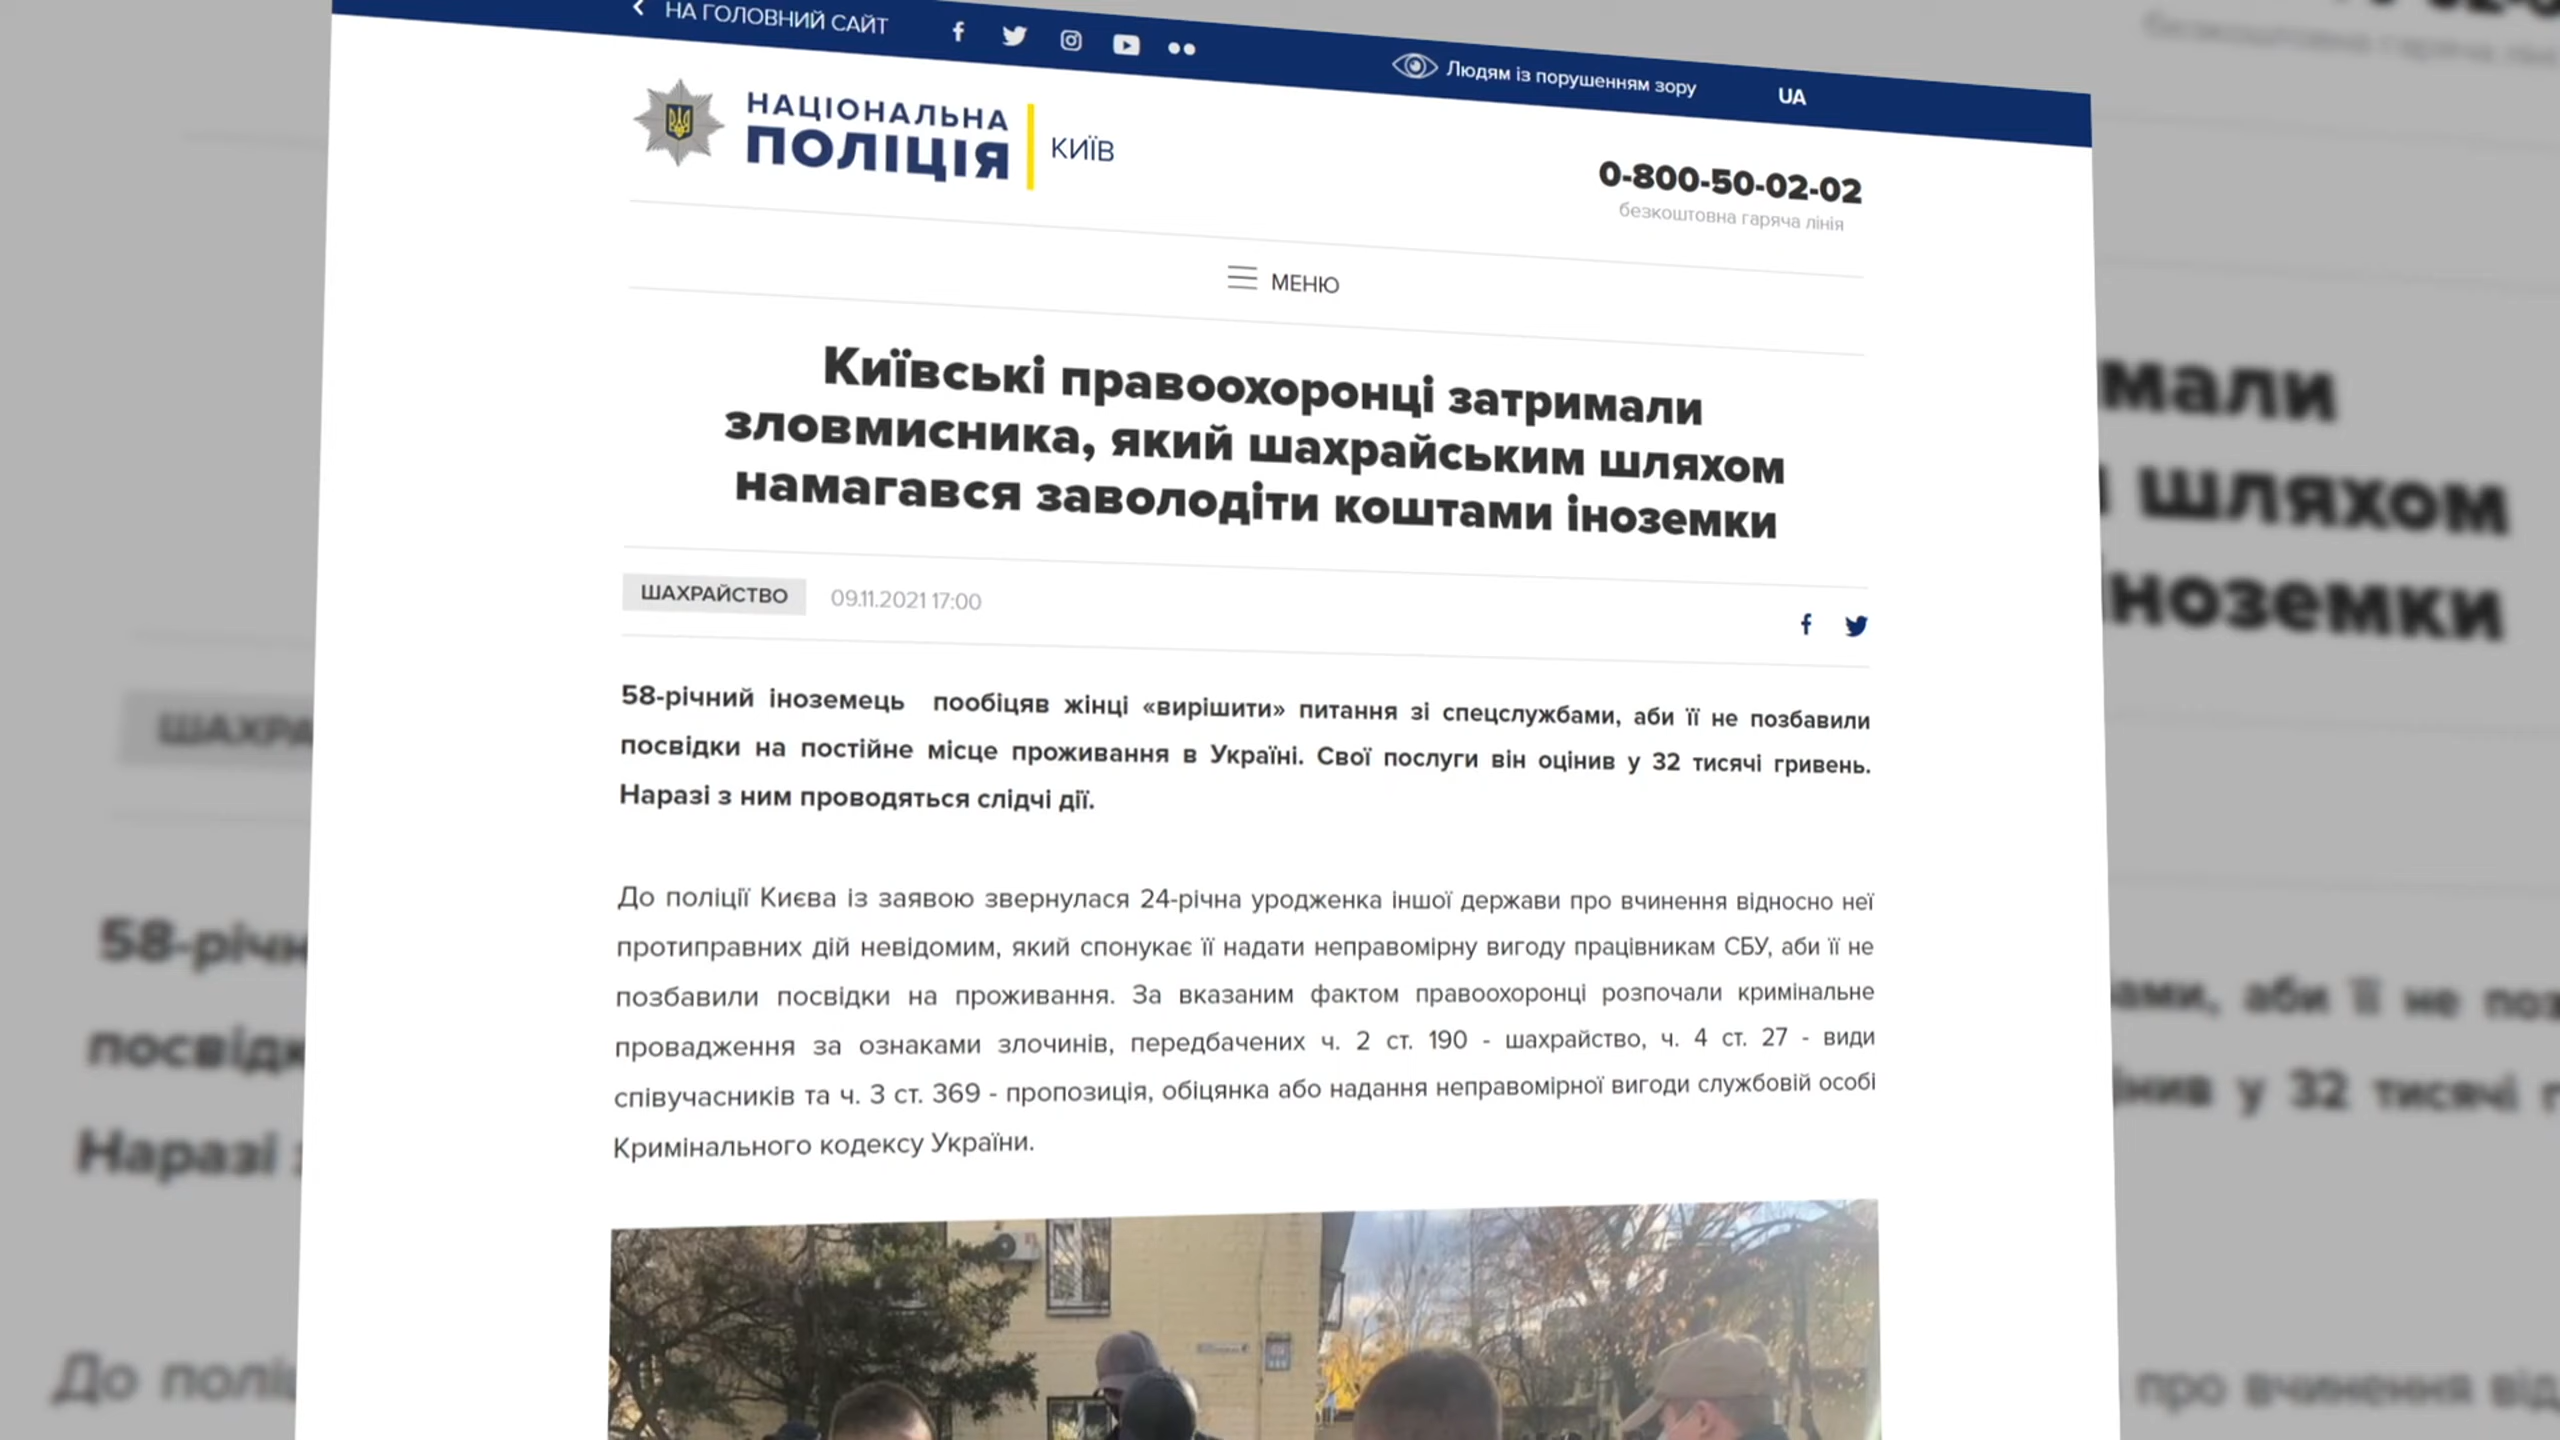 НА ГОЛОВНИЙ САЙТ
Людям із порушенням зору
UA
НАЦІОНАЛЬНА
ПОЛІЦІЯ
КИЇВ
0-800-50-02-02
безкоштовна гаряча лінія
МЕНЮ
Київські правоохоронці затримали
зловмисника, який шахрайським шляхом
намагався заволодіти коштами іноземки
ШАХРАЙСТВО
09.11.2021 17:00
58-річний іноземець пообіцяв жінці «вирішити» питання зі спецслужбами, аби її не позбавили
посвідки на постійне місце проживання в Україні. Свої послуги він оцінив у 32 тисячі гривень.
Наразі з ним проводяться слідчі дії.
До поліції Києва із заявою звернулася 24-річна уродженка іншої держави про вчинення відносно неї
протиправних дій невідомим, який спонукає її надати неправомірну вигоду працівникам СБУ, аби її не
позбавили посвідки на проживання. За вказаним фактом правоохоронці розпочали кримінальне
провадження за ознаками злочинів, передбачених ч. 2 ст. 190 - шахрайство, ч. 4 ст. 27 - види
співучасників та ч. 3 ст. 369 - пропозиція, обіцянка або надання неправомірної вигоди службовій особі
Кримінального кодексу України.